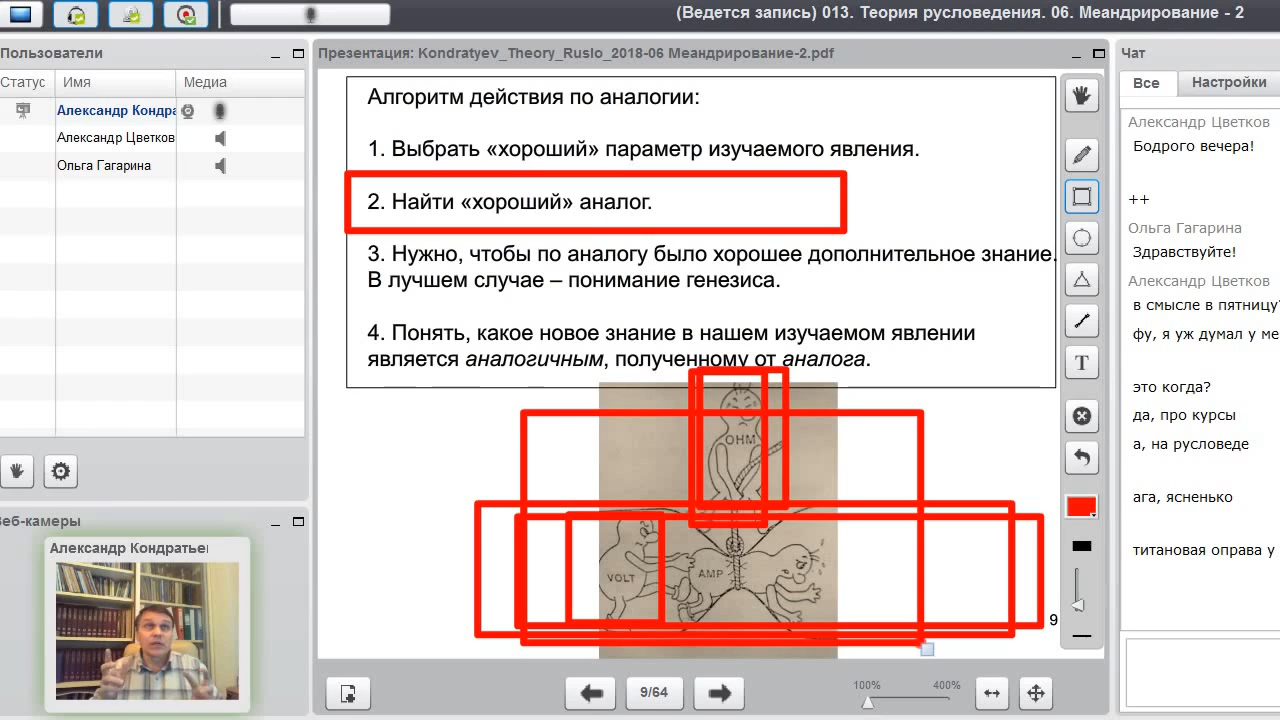 (Ведется запись) 013. Теория русловедения. 06. Меандрирование - 2
Пользователи
Статус Имя Медиа
Александр Кондра
Александр Цветков
Ольга Гагарина
Веб-камеры
Александр Кондратьев
Презентация: Kondratyev_Theory_Ruslo_2018-06 Меандрирование-2.pdf
Алгоритм действия по аналогии:
1. Выбрать «хороший» параметр изучаемого явления.
2. Найти «хороший» аналог.
3. Нужно, чтобы по аналогу было хорошее дополнительное знание.
В лучшем случае – понимание генезиса.
4. Понять, какое новое знание в нашем изучаемом явлении
является аналогичным, полученному от аналога.
OHM
VOLT
AMP
9
9/64
100% 400%
T
Чат
Все Настройки
Александр Цветков
Бодрого вечера!
++
Ольга Гагарина
Здравствуйте!
Александр Цветков
в смысле в пятницу?
фу, я уж думал у ме
это когда?
да, про курсы
а, на русловеде
ага, ясненько
титановая оправа у